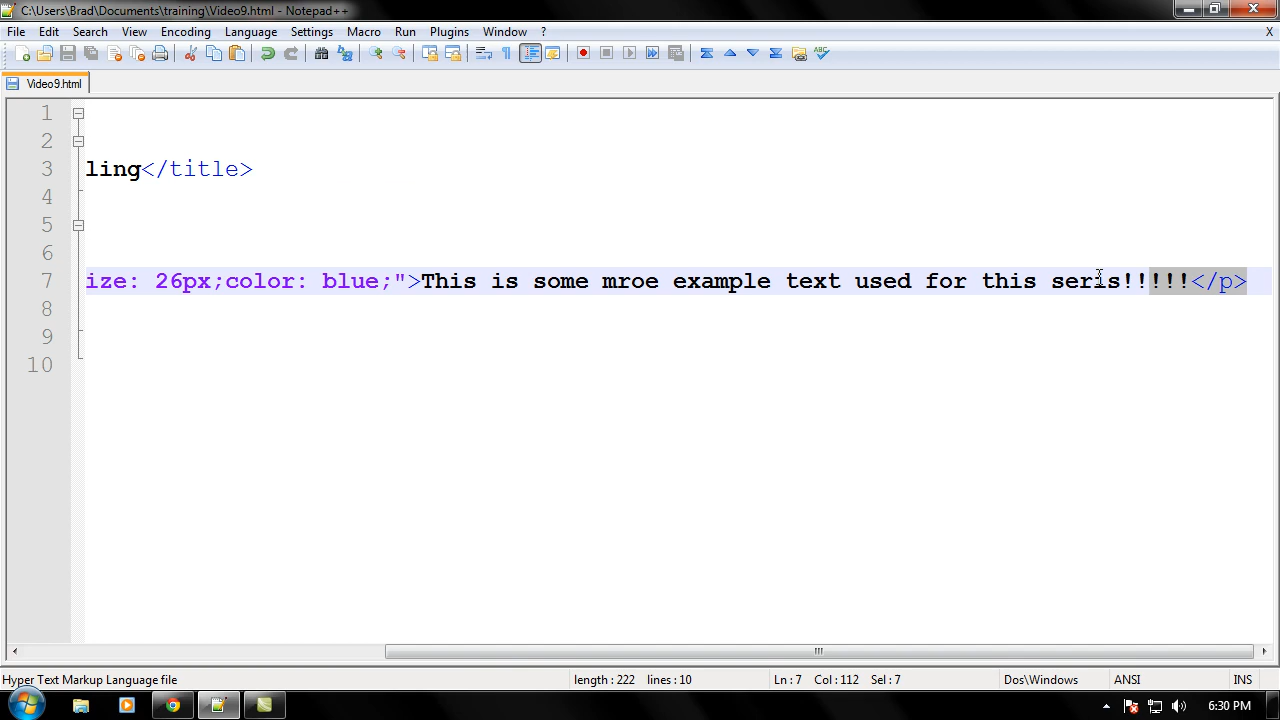 C:\Users\Brad\Documents\training\Video9.html - Notepad++
File Edit Search View Encoding Language Settings Macro Run Plugins Window ? X
Video9.html
1
2
3 ling</title>
4
5
6
7 ize: 26px;color: blue;">This is some mroe example text used for this seris!!!!!</p>
8
9
10
Hyper Text Markup Language file length : 222 lines : 10 Ln : 7 Col : 112 Sel : 7 Dos\Windows ANSI INS
6:30 PM